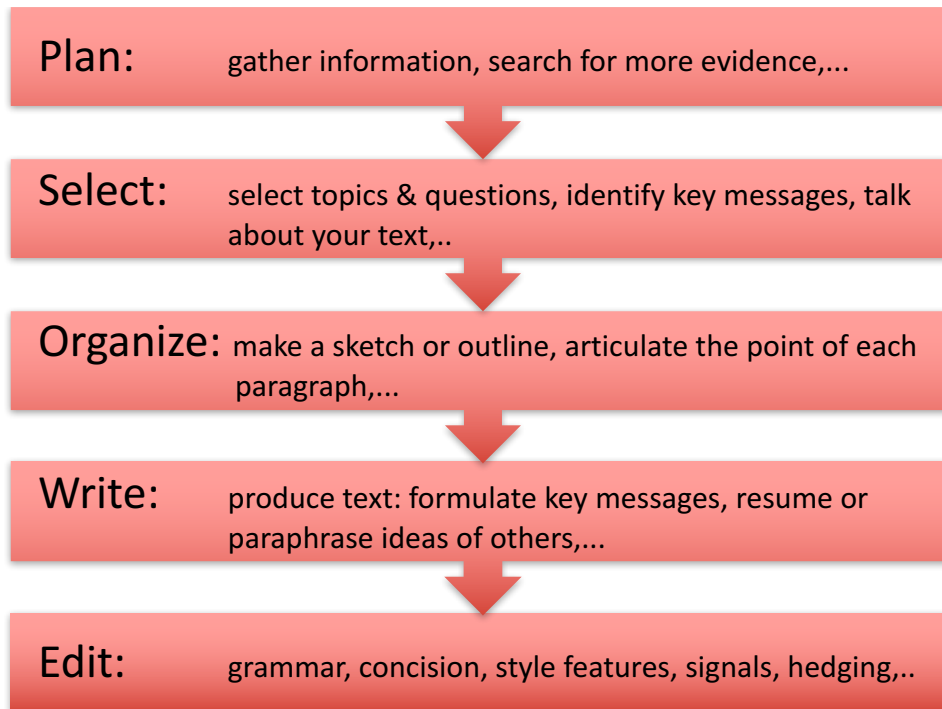 Plan: gather information, search for more evidence,...
Select: select topics & questions, identify key messages, talk
about your text,..
Organize: make a sketch or outline, articulate the point of each
paragraph,...
Write: produce text: formulate key messages, resume or
paraphrase ideas of others,...
Edit: grammar, concision, style features, signals, hedging,..